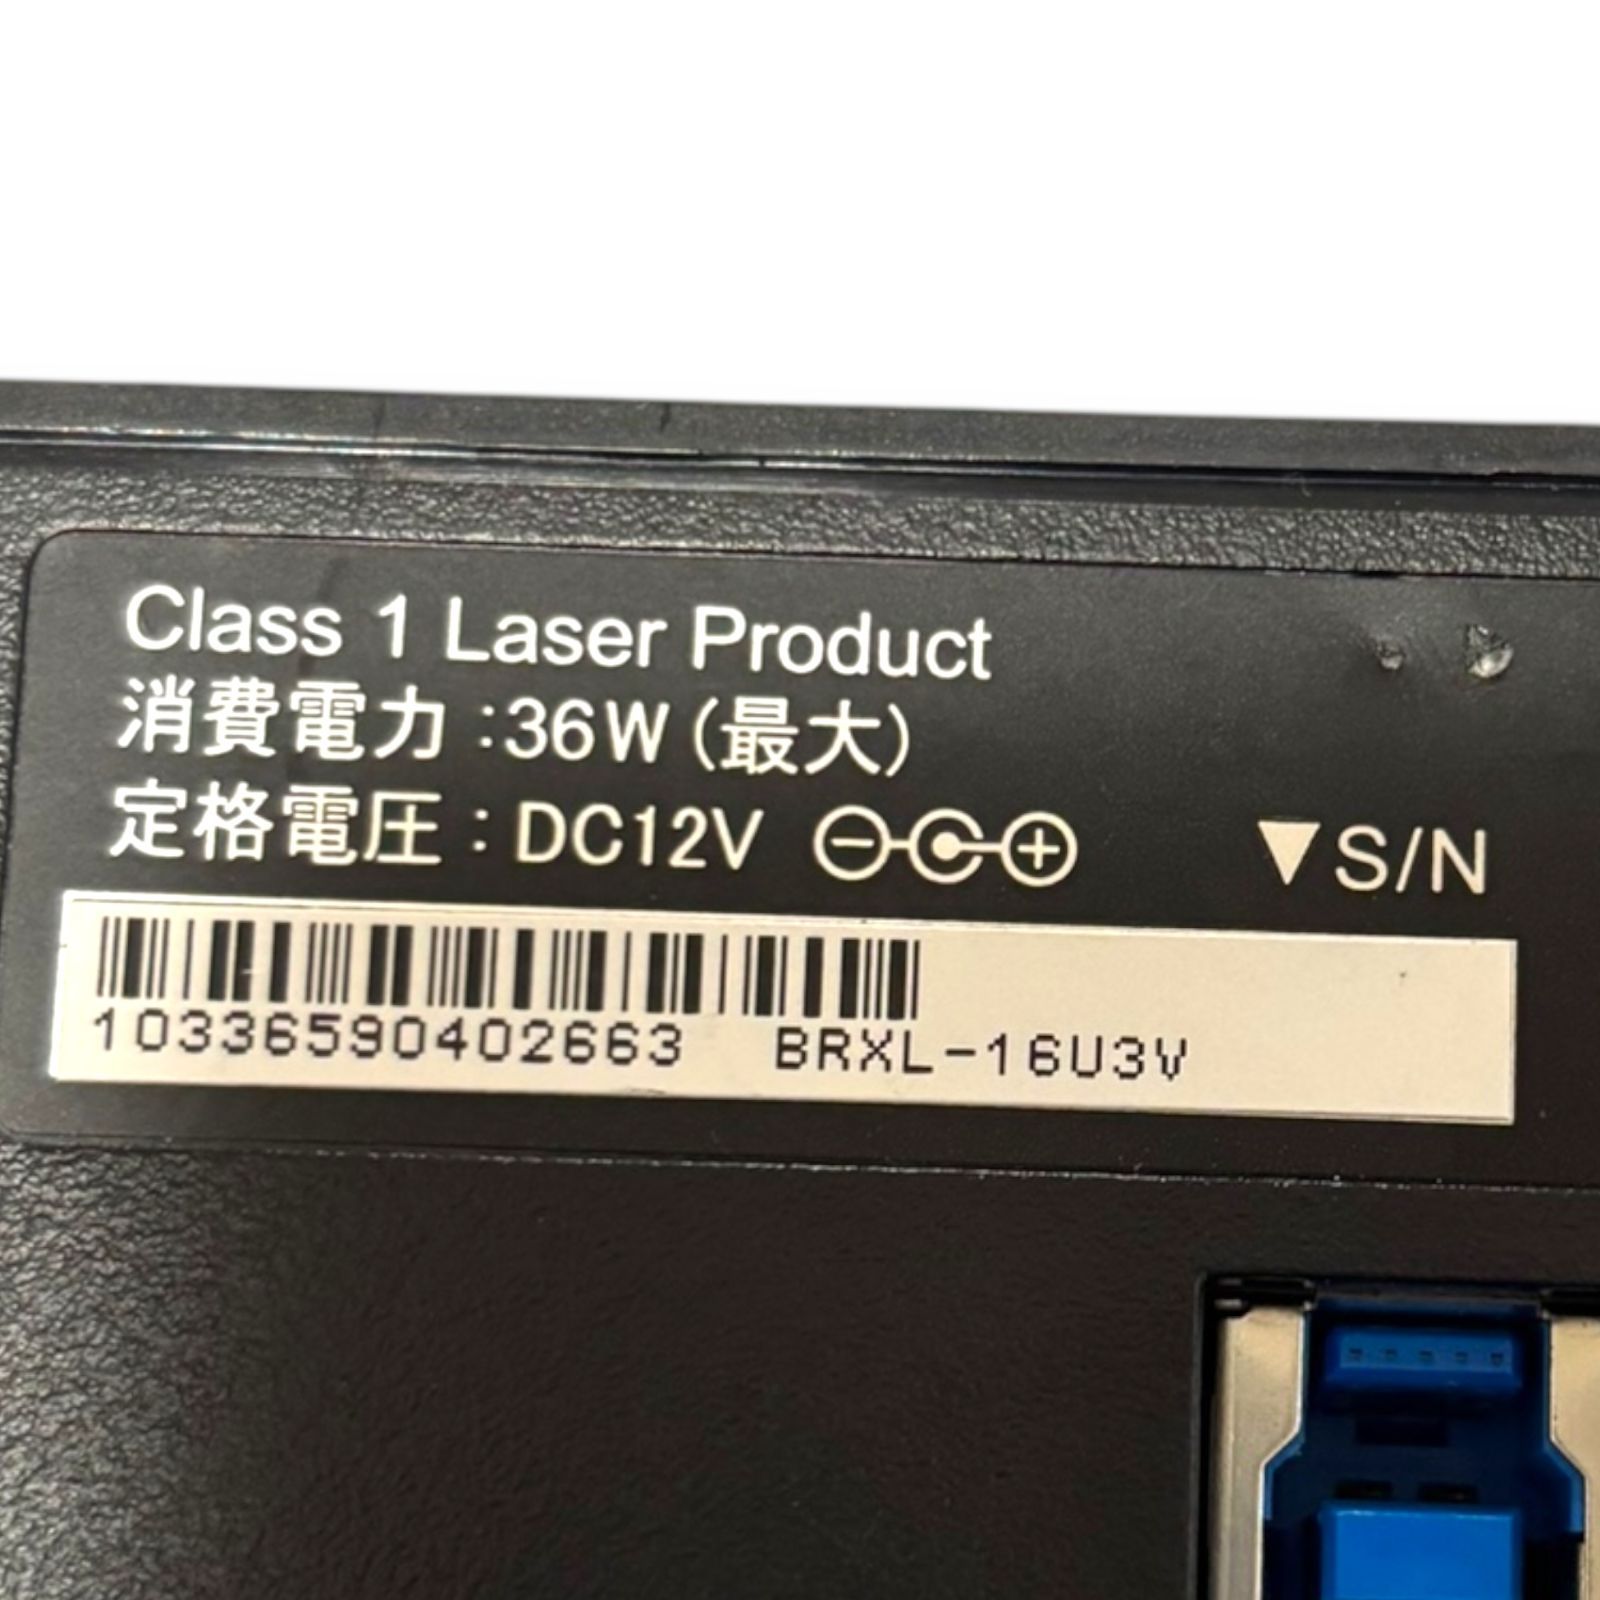 Class 1 Laser Product
消費電力:36W(最大)
定格電圧:DC12V
▼S/N
10336590402663 BRXL-16U3V